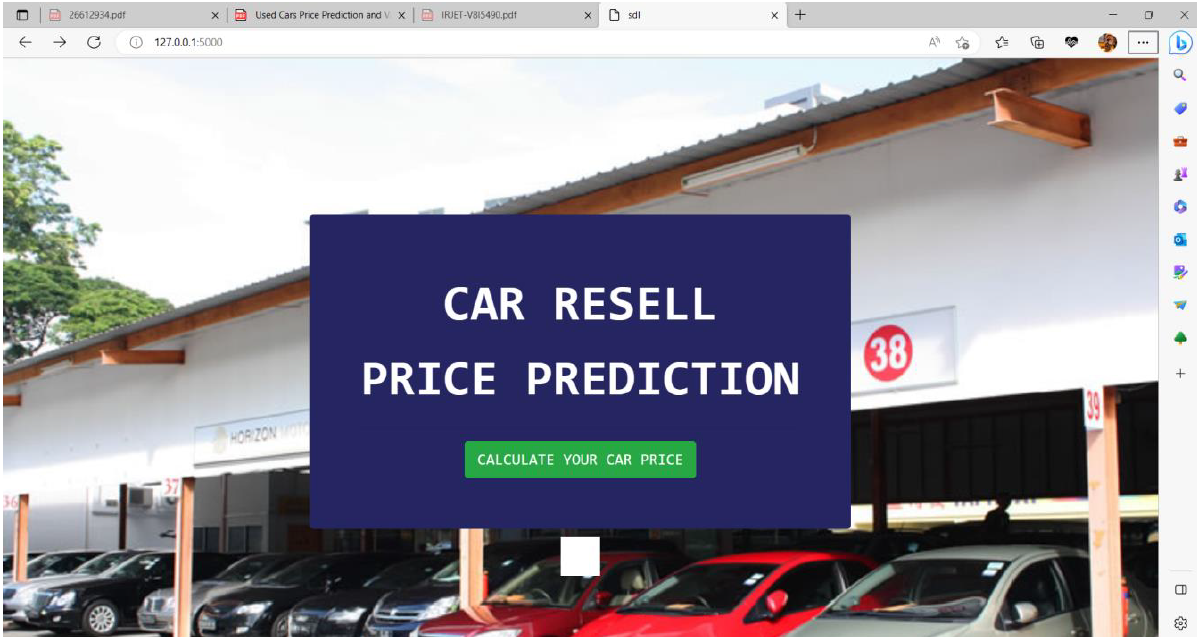 26612934.pdf
Used Cars Price Prediction and V
IRJET-V8I5490.pdf
sdl
127.0.0.1:5000
CAR RESELL
PRICE PREDICTION
CALCULATE YOUR CAR PRICE
38
39
HORIZON MOTO
37
36